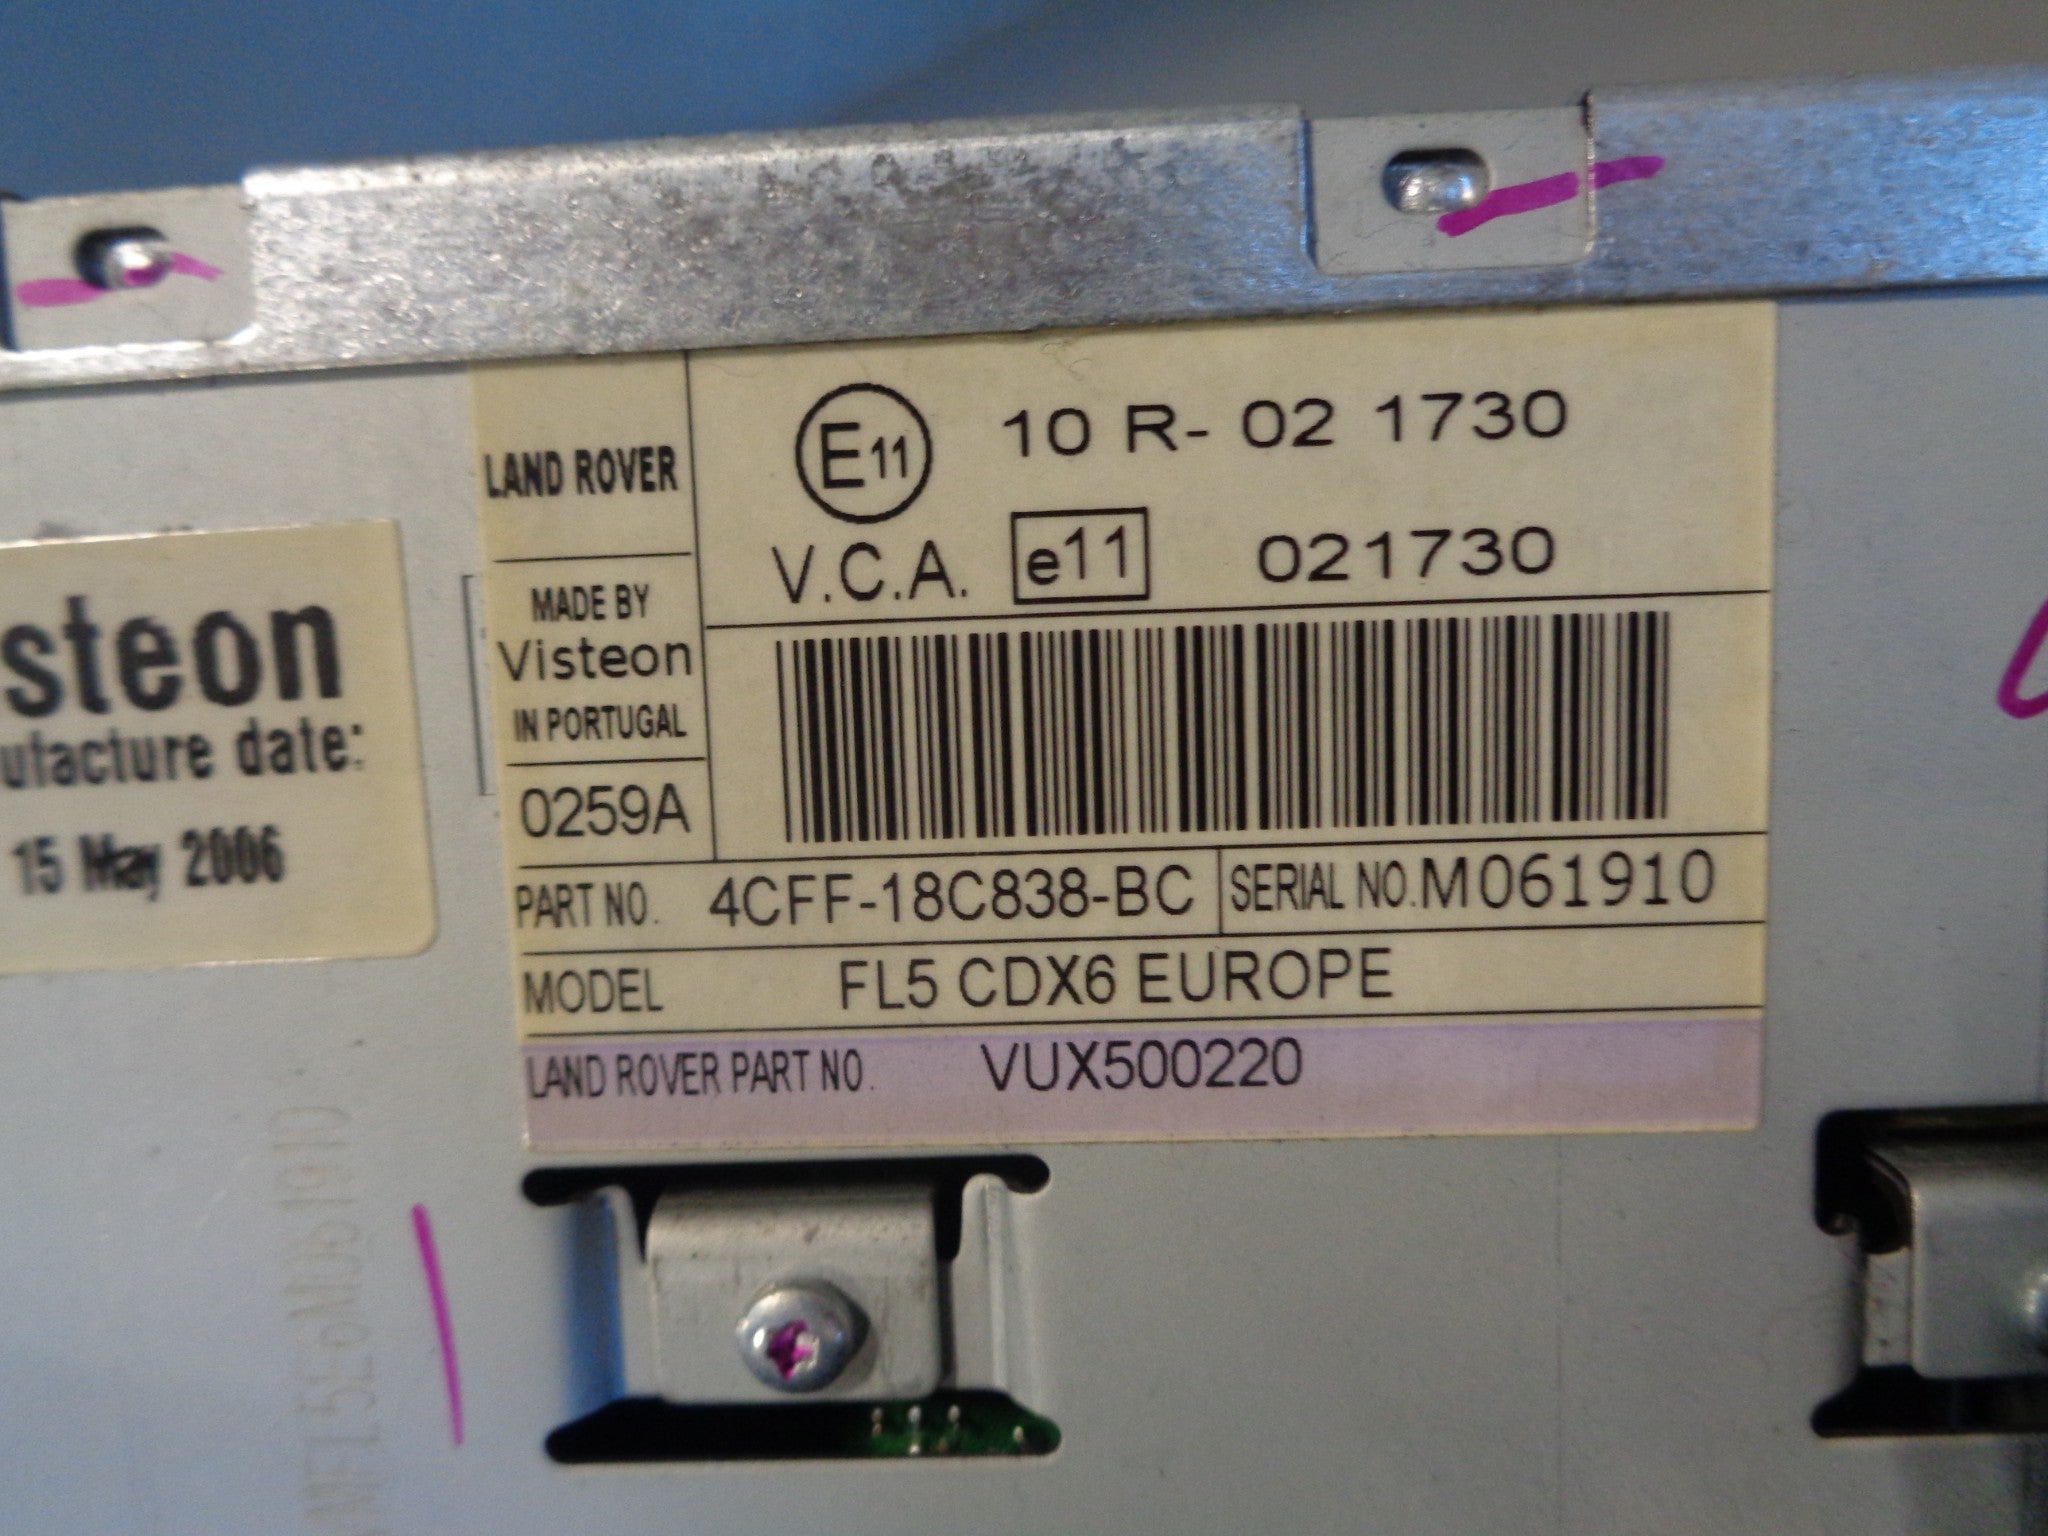 LAND ROVER
E11 10 R- 02 1730
V.C.A. e11 021730
MADE BY
Visteon
IN PORTUGAL
0259A
PART NO. 4CFF-18C838-BC SERIAL NO. M061910
MODEL FL5 CDX6 EUROPE
LAND ROVER PART NO. VUX500220
isteon
ufacture date:
15 May 2006